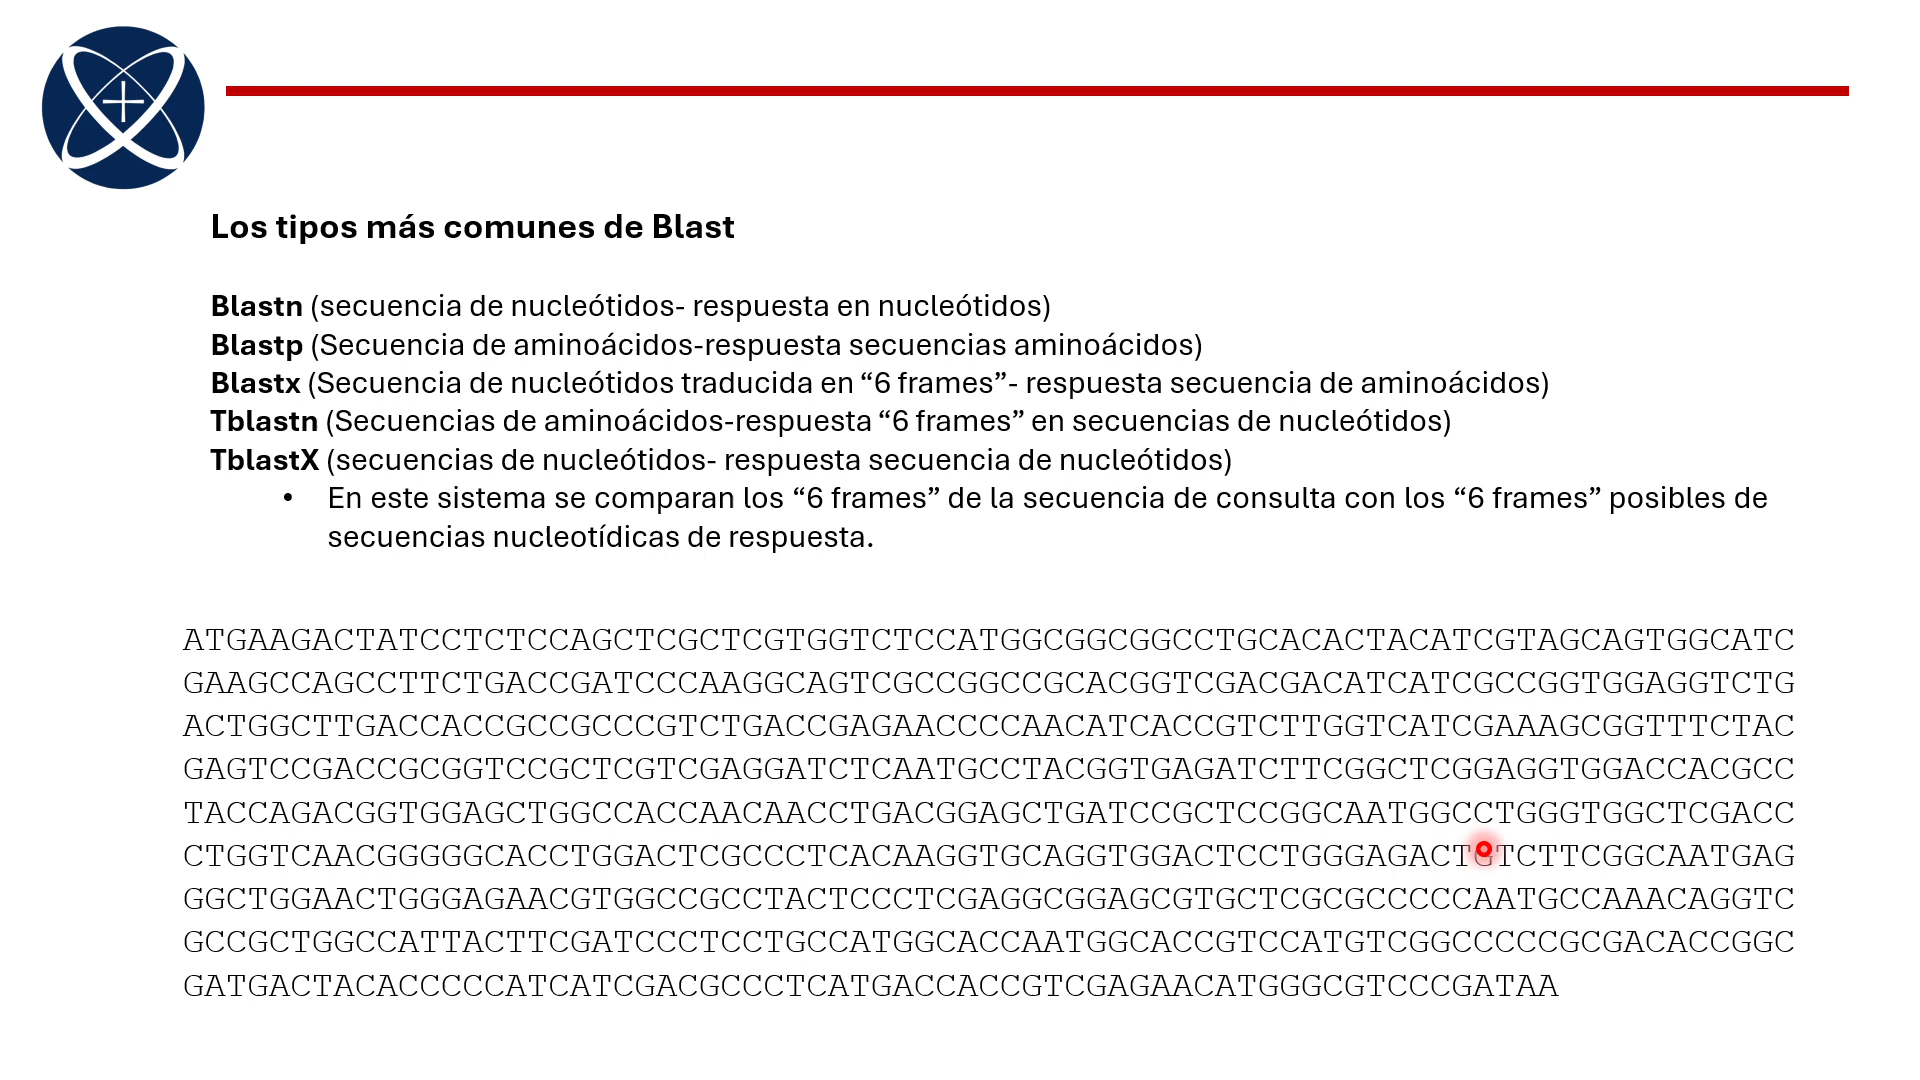 Los tipos más comunes de Blast
Blastn (secuencia de nucleótidos- respuesta en nucleótidos)
Blastp (Secuencia de aminoácidos-respuesta secuencias aminoácidos)
Blastx (Secuencia de nucleótidos traducida en “6 frames”- respuesta secuencia de aminoácidos)
Tblastn (Secuencias de aminoácidos-respuesta “6 frames” en secuencias de nucleótidos)
TblastX (secuencias de nucleótidos- respuesta secuencia de nucleótidos)
• En este sistema se comparan los “6 frames” de la secuencia de consulta con los “6 frames” posibles de
secuencias nucleotídicas de respuesta.
ATGAAGACTATCCTCTCCAGCTCGCTCGTGGTCTCCATGGCGGCGGCCTGCACACTACATCGTAGCAGTGGCATC
GAAGCCAGCCTTCTGACCGATCCCAAGGCAGTCGCCGGCCGCACGGTCGACGACATCATCGCCGGTGGAGGTCTG
ACTGGCTTGACCACCGCCGCCCGTCTGACCGAGAACCCCAACATCACCGTCTTGGTCATCGAAAGCGGTTTCTAC
GAGTCCGACCGCGGTCCGCTCGTCGAGGATCTCAATGCCTACGGTGAGATCTTCGGCTCGGAGGTGGACCACGCC
TACCAGACGGTGGAGCTGGCCACCAACAACCTGACGGAGCTGATCCGCTCCGGCAATGGCCTGGGTGGCTCGACC
CTGGTCAACGGGGGCACCTGGACTCGCCCTCACAAGGTGCAGGTGGACTCCTGGGAGACTGTCTTCGGCAATGAG
GGCTGGAACTGGGAGAACGTGGCCGCCTACTCCCTCGAGGCGGAGCGTGCTCGCGCCCCCAATGCCAAACAGGTC
GCCGCTGGCCATTACTTCGATCCCTCCTGCCATGGCACCAATGGCACCGTCCATGTCGGCCCCCGCGACACCGGC
GATGACTACACCCCCATCATCGACGCCCTCATGACCACCGTCGAGAACATGGGCGTCCCGATAA